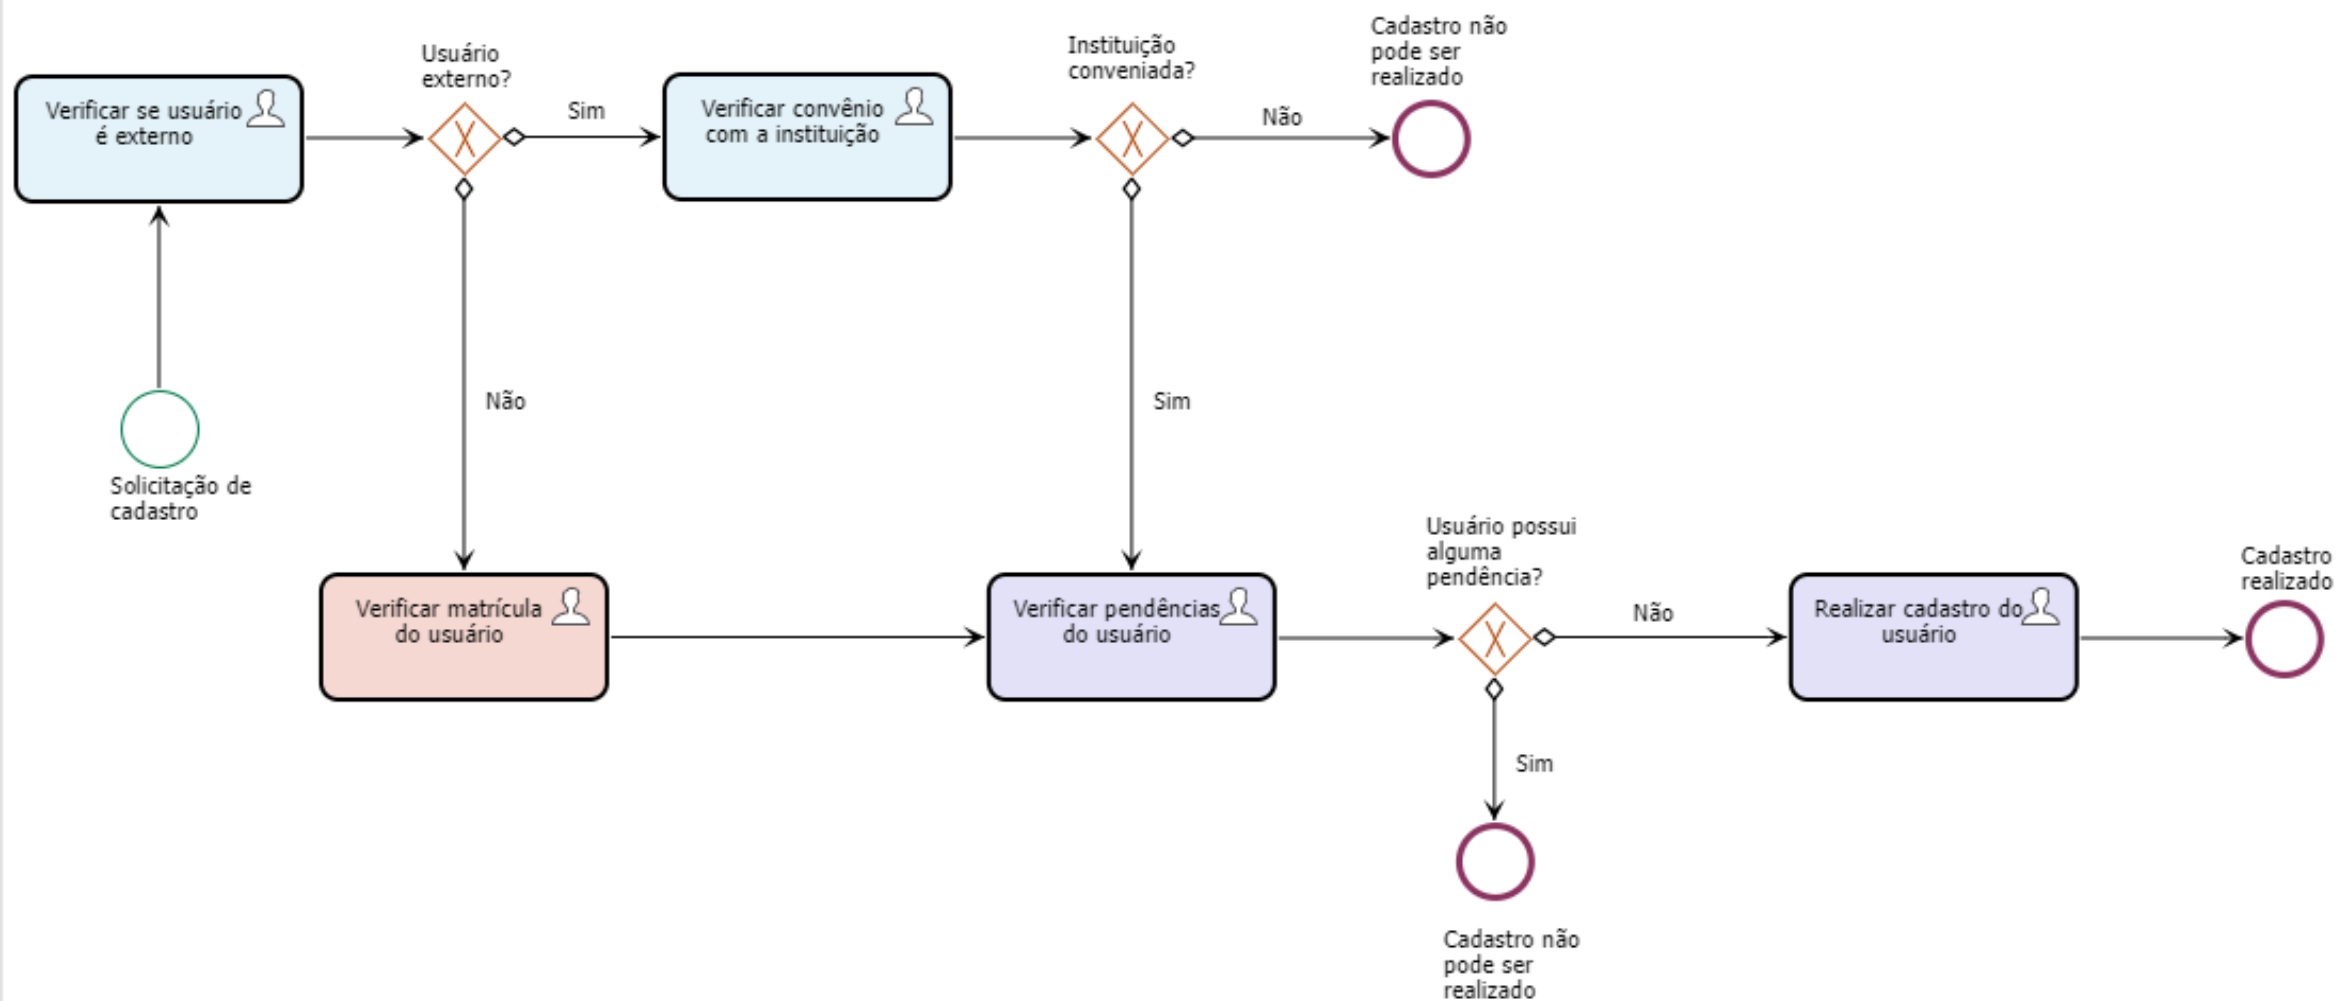 Verificar se usuário
é externo
Usuário
externo?
Sim
Verificar convênio
com a instituição
Instituição
conveniada?
Não
Cadastro não
pode ser
realizado
Não
Sim
Solicitação de
cadastro
Verificar matrícula
do usuário
Verificar pendências
do usuário
Usuário possui
alguma
pendência?
Não
Realizar cadastro do
usuário
Cadastro
realizado
Sim
Cadastro não
pode ser
realizado